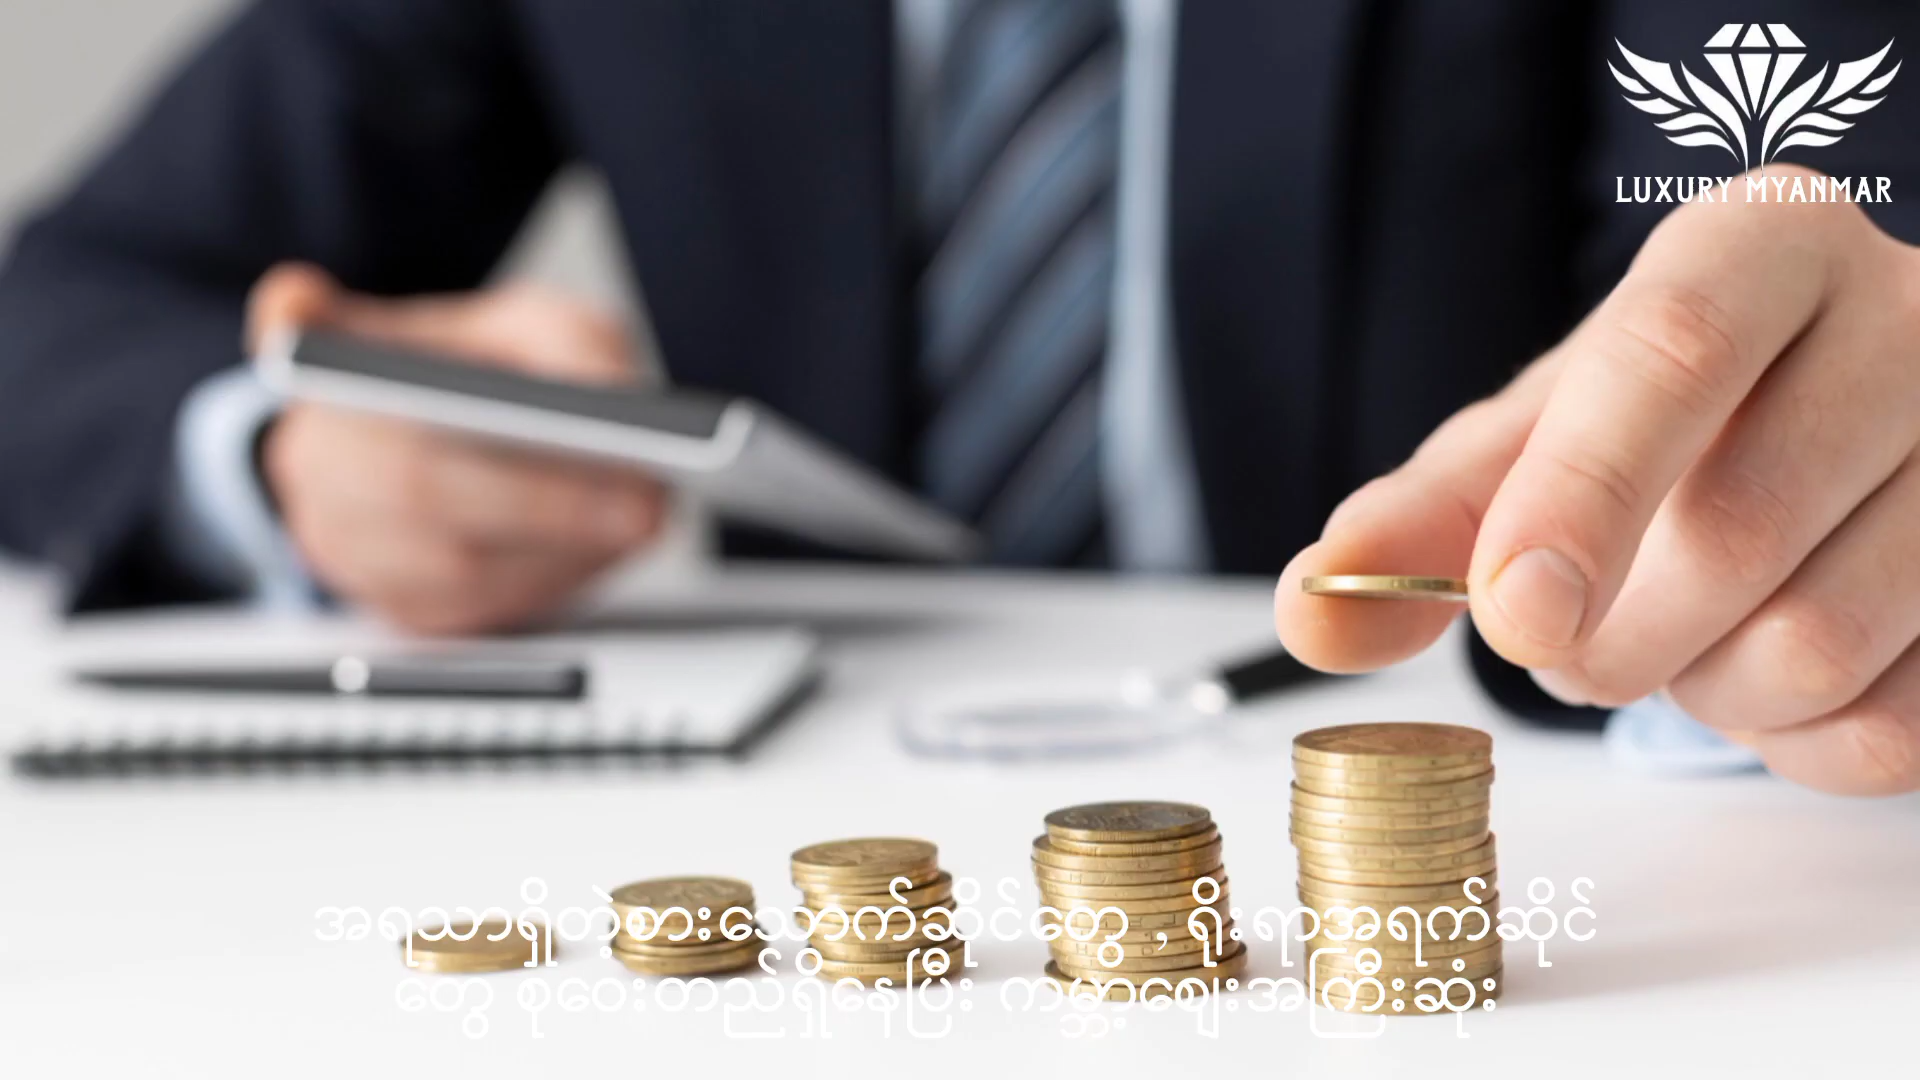 LUXURY MYANMAR
အရသာရှိတဲ့စားသောက်ဆိုင်တွေ , ရိုးရာအရက်ဆိုင်
တွေ စုဝေးတည်ရှိနေပြီး ကမ္ဘာ့ဈေးအကြီးဆုံး